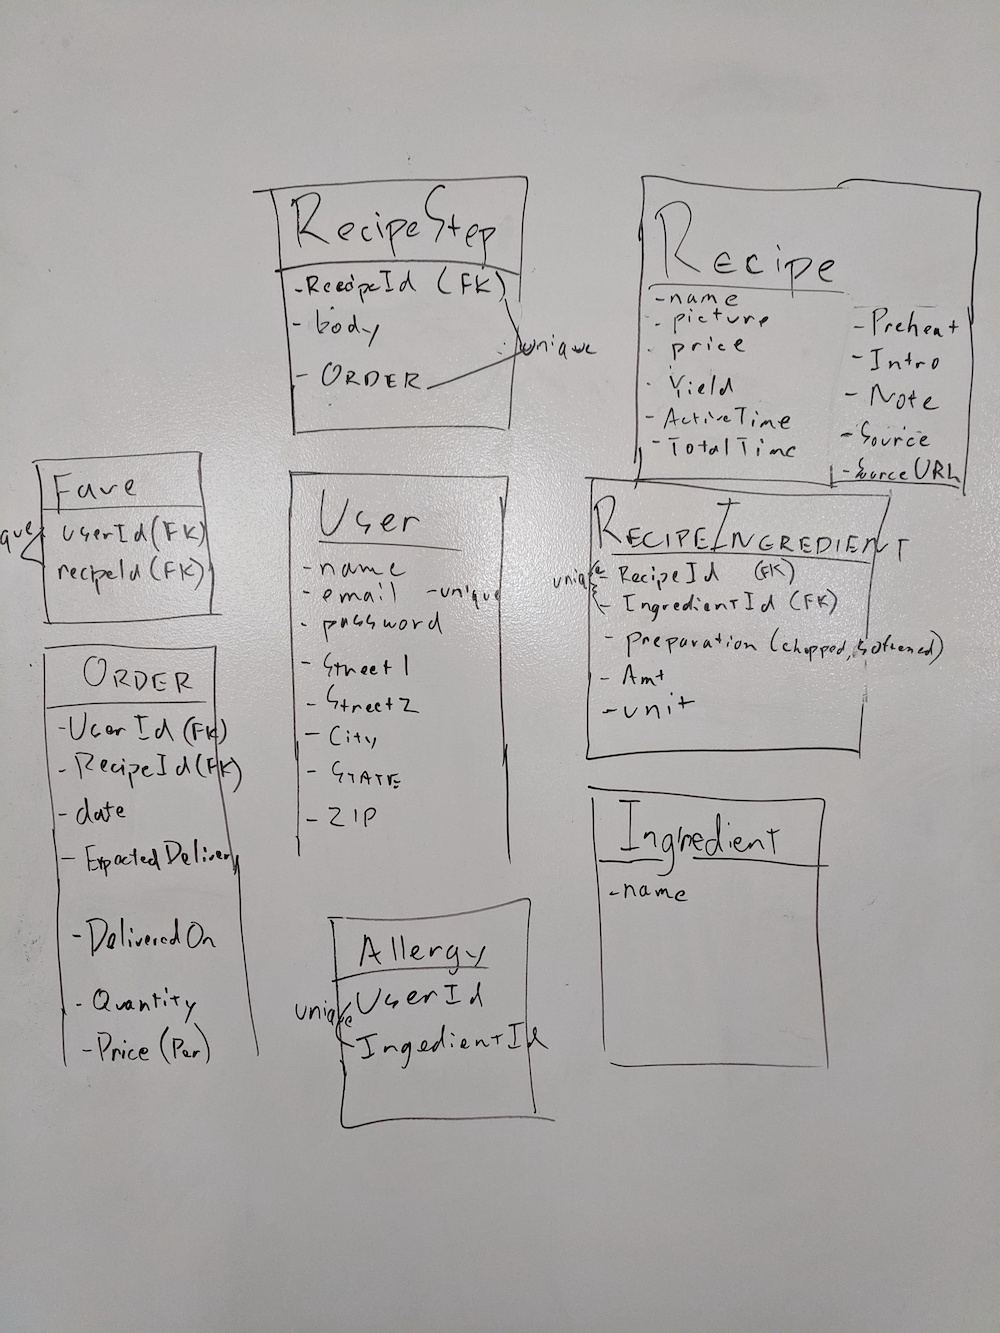 RecipeStep
- RecipeId (FK)
- body
- ORDER
unique
Recipe
- name
- picture
- price
- Yield
- ActiveTime
- TotalTime
- Preheat
- Intro
- Note
- Source
- SourceURL
Fave
userId (FK)
recipeId (FK)
que
User
- name
- email - unique
- password
- Street1
- Street2
- City
- STATE
- ZIP
RECIPEINGREDIENT
unique
- RecipeId (FK)
- IngredientId (FK)
- preparation (chopped, softened)
- Amt
- unit
ORDER
- UserId (FK)
- RecipeId (FK)
- date
- ExpectedDelivery
- DeliveredOn
- Quantity
- Price (Per)
Allergy
unique
UserId
IngedientId
Ingredient
- name